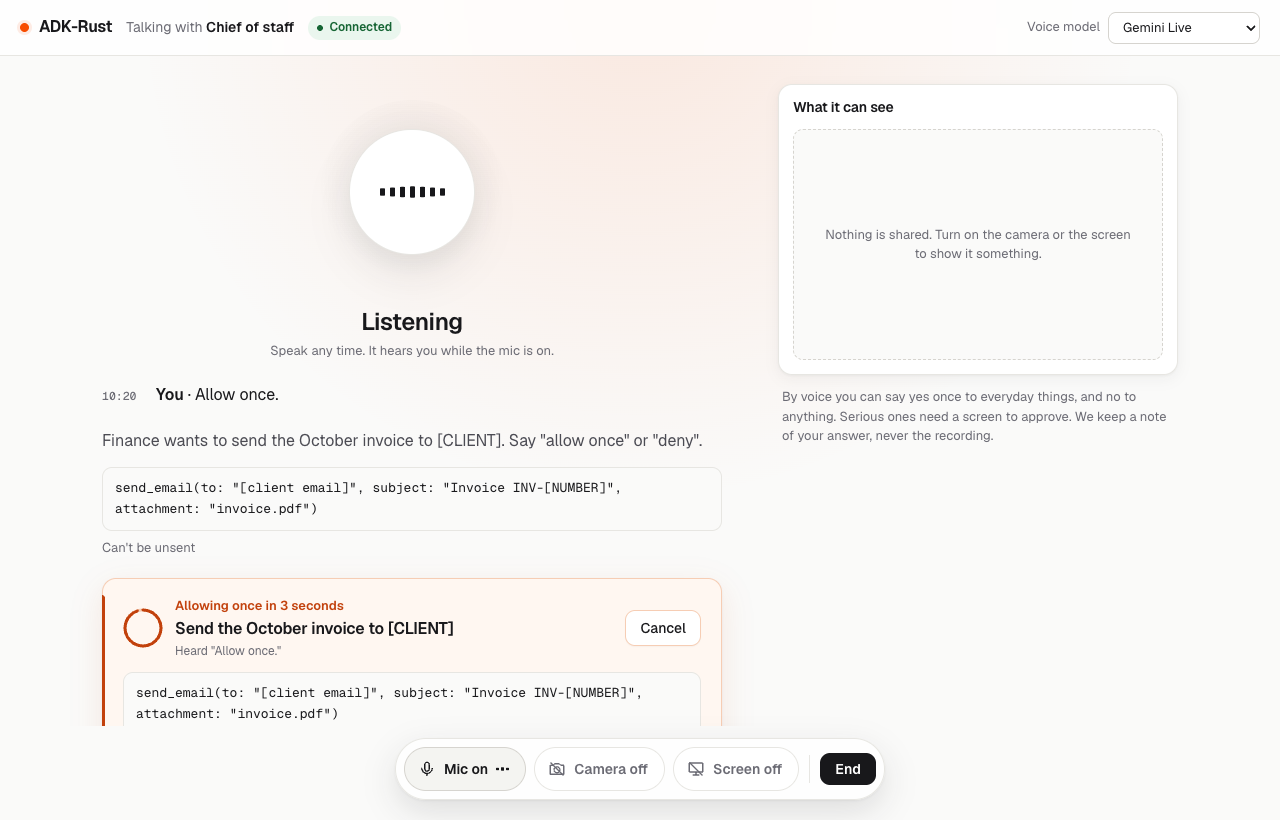 ADK-Rust Talking with Chief of staff Connected Voice model Gemini Live
What it can see
Nothing is shared. Turn on the camera or the screen
to show it something.
By voice you can say yes once to everyday things, and no to
anything. Serious ones need a screen to approve. We keep a note
of your answer, never the recording.
Listening
Speak any time. It hears you while the mic is on.
10:20 You · Allow once.
Finance wants to send the October invoice to [CLIENT]. Say "allow once" or "deny".
send_email(to: "[client email]", subject: "Invoice INV-[NUMBER]",
attachment: "invoice.pdf")
Can't be unsent
Allowing once in 3 seconds
Send the October invoice to [CLIENT]
Heard "Allow once."
Cancel
send_email(to: "[client email]", subject: "Invoice INV-[NUMBER]",
attachment: "invoice.pdf")
Mic on Camera off Screen off End